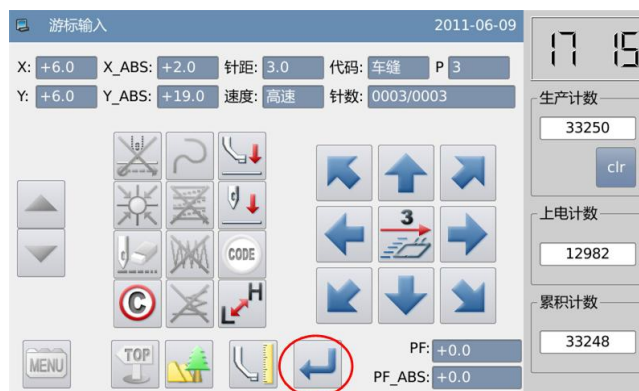 游标输入 2011-06-09
17 15
X: +6.0 X_ABS: +2.0 针距: 3.0 代码: 车缝 P 3
Y: +6.0 Y_ABS: +19.0 速度: 高速 针数: 0003/0003
生产计数
33250
clr
上电计数
12982
累积计数
33248
3
CODE
C
H
L
MENU
TOP
PF: +0.0
PF_ABS: +0.0